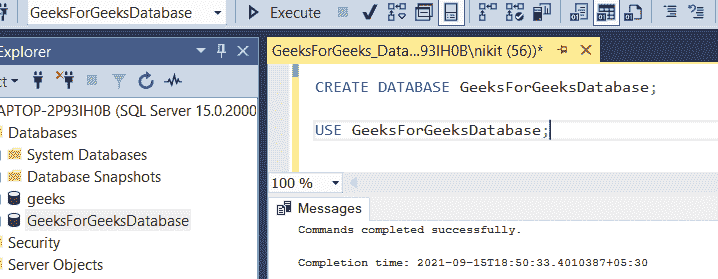 GeeksForGeeksDatabase
Execute
Explorer
GeeksForGeeks_Data...93IH0B\nikit (56))*
ct
APTOP-2P93IH0B (SQL Server 15.0.2000
Databases
System Databases
Database Snapshots
geeks
GeeksForGeeksDatabase
Security
Server Objects
CREATE DATABASE GeeksForGeeksDatabase;
USE GeeksForGeeksDatabase;
100 %
Messages
Commands completed successfully.
Completion time: 2021-09-15T18:50:33.4010387+05:30